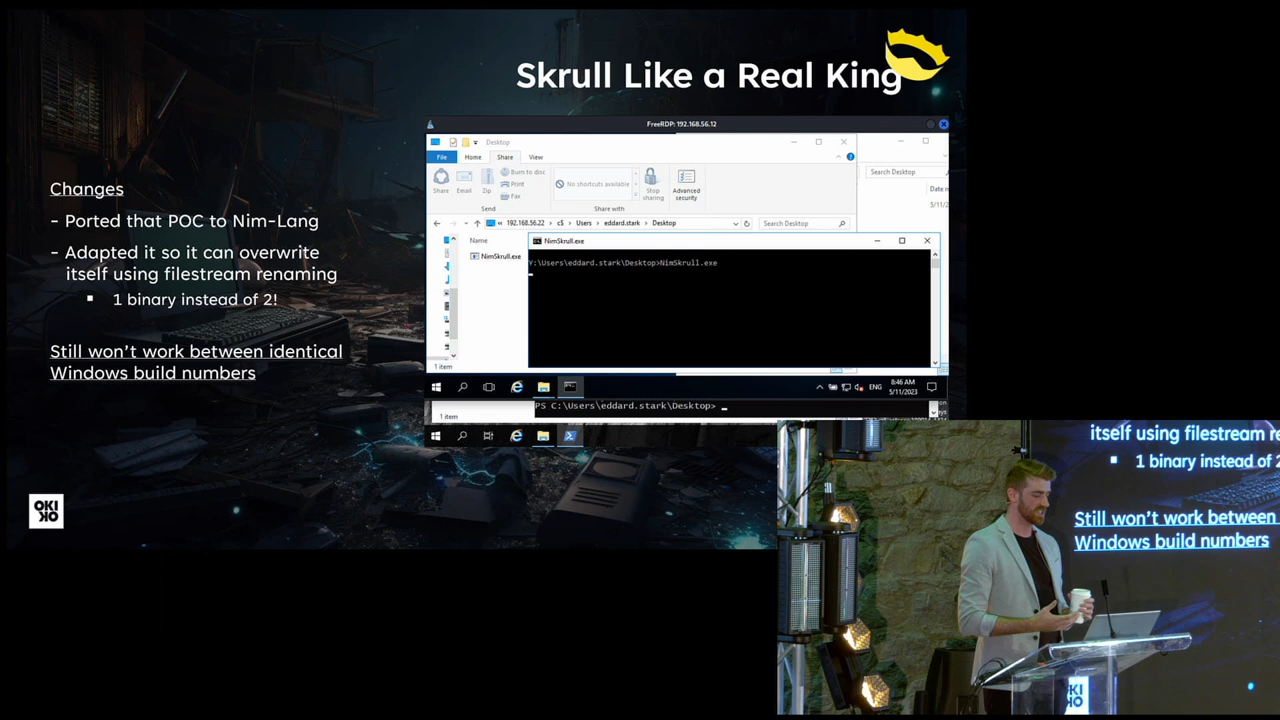 Skrull Like a Real King
Changes
- Ported that POC to Nim-Lang
- Adapted it so it can overwrite
itself using filestream renaming
▪ 1 binary instead of 2!
Still won't work between identical
Windows build numbers
OKI
OK
FreeRDP: 192.168.56.12
Desktop
File Home Share View
Share Email Zip
Burn to disc
Print
Fax
No shortcuts available
Stop
sharing
Advanced
security
Send
Share with
Search Desktop
192.168.56.22 > c$ > Users > eddard.stark > Desktop
Search Desktop
Name
NimSkrull.exe
NimSkrull.exe
Y:\Users\eddard.stark\Desktop>NimSkrull.exe
1 item
ENG
8:46 AM
5/11/2023
PS C:\Users\eddard.stark\Desktop>
1 item
itself using filestream re
▪ 1 binary instead of 2
Still won't work between
Windows build numbers